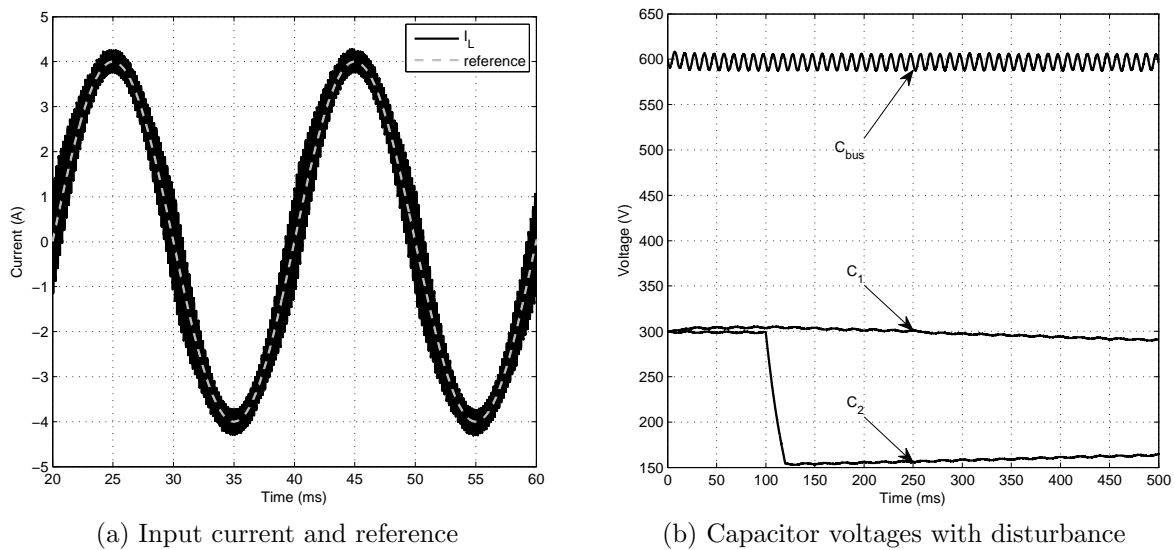 5
4
3
2
1
0
−1
−2
−3
−4
−5
20 25 30 35 40 45 50 55 60
Current (A)
Time (ms)
I_L
reference
(a) Input current and reference
650
600
550
500
450
400
350
300
250
200
150
0 50 100 150 200 250 300 350 400 450 500
Voltage (V)
Time (ms)
C_bus
C_1
C_2
(b) Capacitor voltages with disturbance